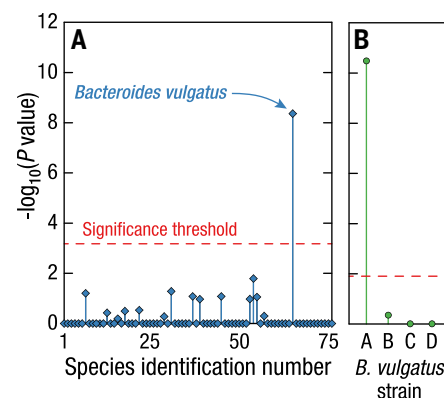 A
B
12
10
8
6
4
2
0
-log10(P value)
Bacteroides vulgatus
Significance threshold
1 25 50 75
Species identification number
A B C D
B. vulgatus
strain